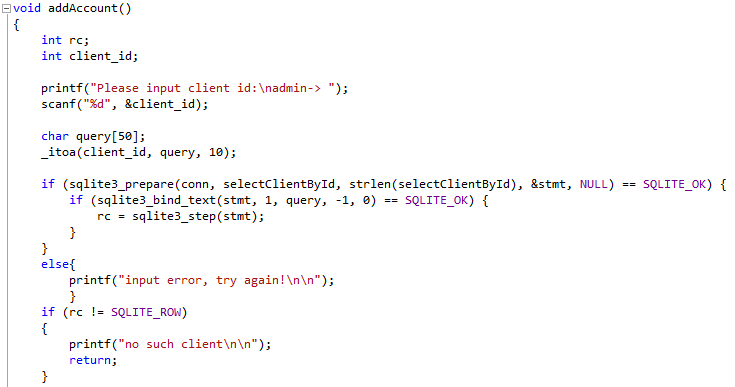 void addAccount()
{
    int rc;
    int client_id;

    printf("Please input client id:\nadmin-> ");
    scanf("%d", &client_id);

    char query[50];
    _itoa(client_id, query, 10);

    if (sqlite3_prepare(conn, selectClientById, strlen(selectClientById), &stmt, NULL) == SQLITE_OK) {
        if (sqlite3_bind_text(stmt, 1, query, -1, 0) == SQLITE_OK) {
            rc = sqlite3_step(stmt);
        }
    }
    else{
        printf("input error, try again!\n\n");
        }
    if (rc != SQLITE_ROW)
    {
        printf("no such client\n\n");
        return;
    }